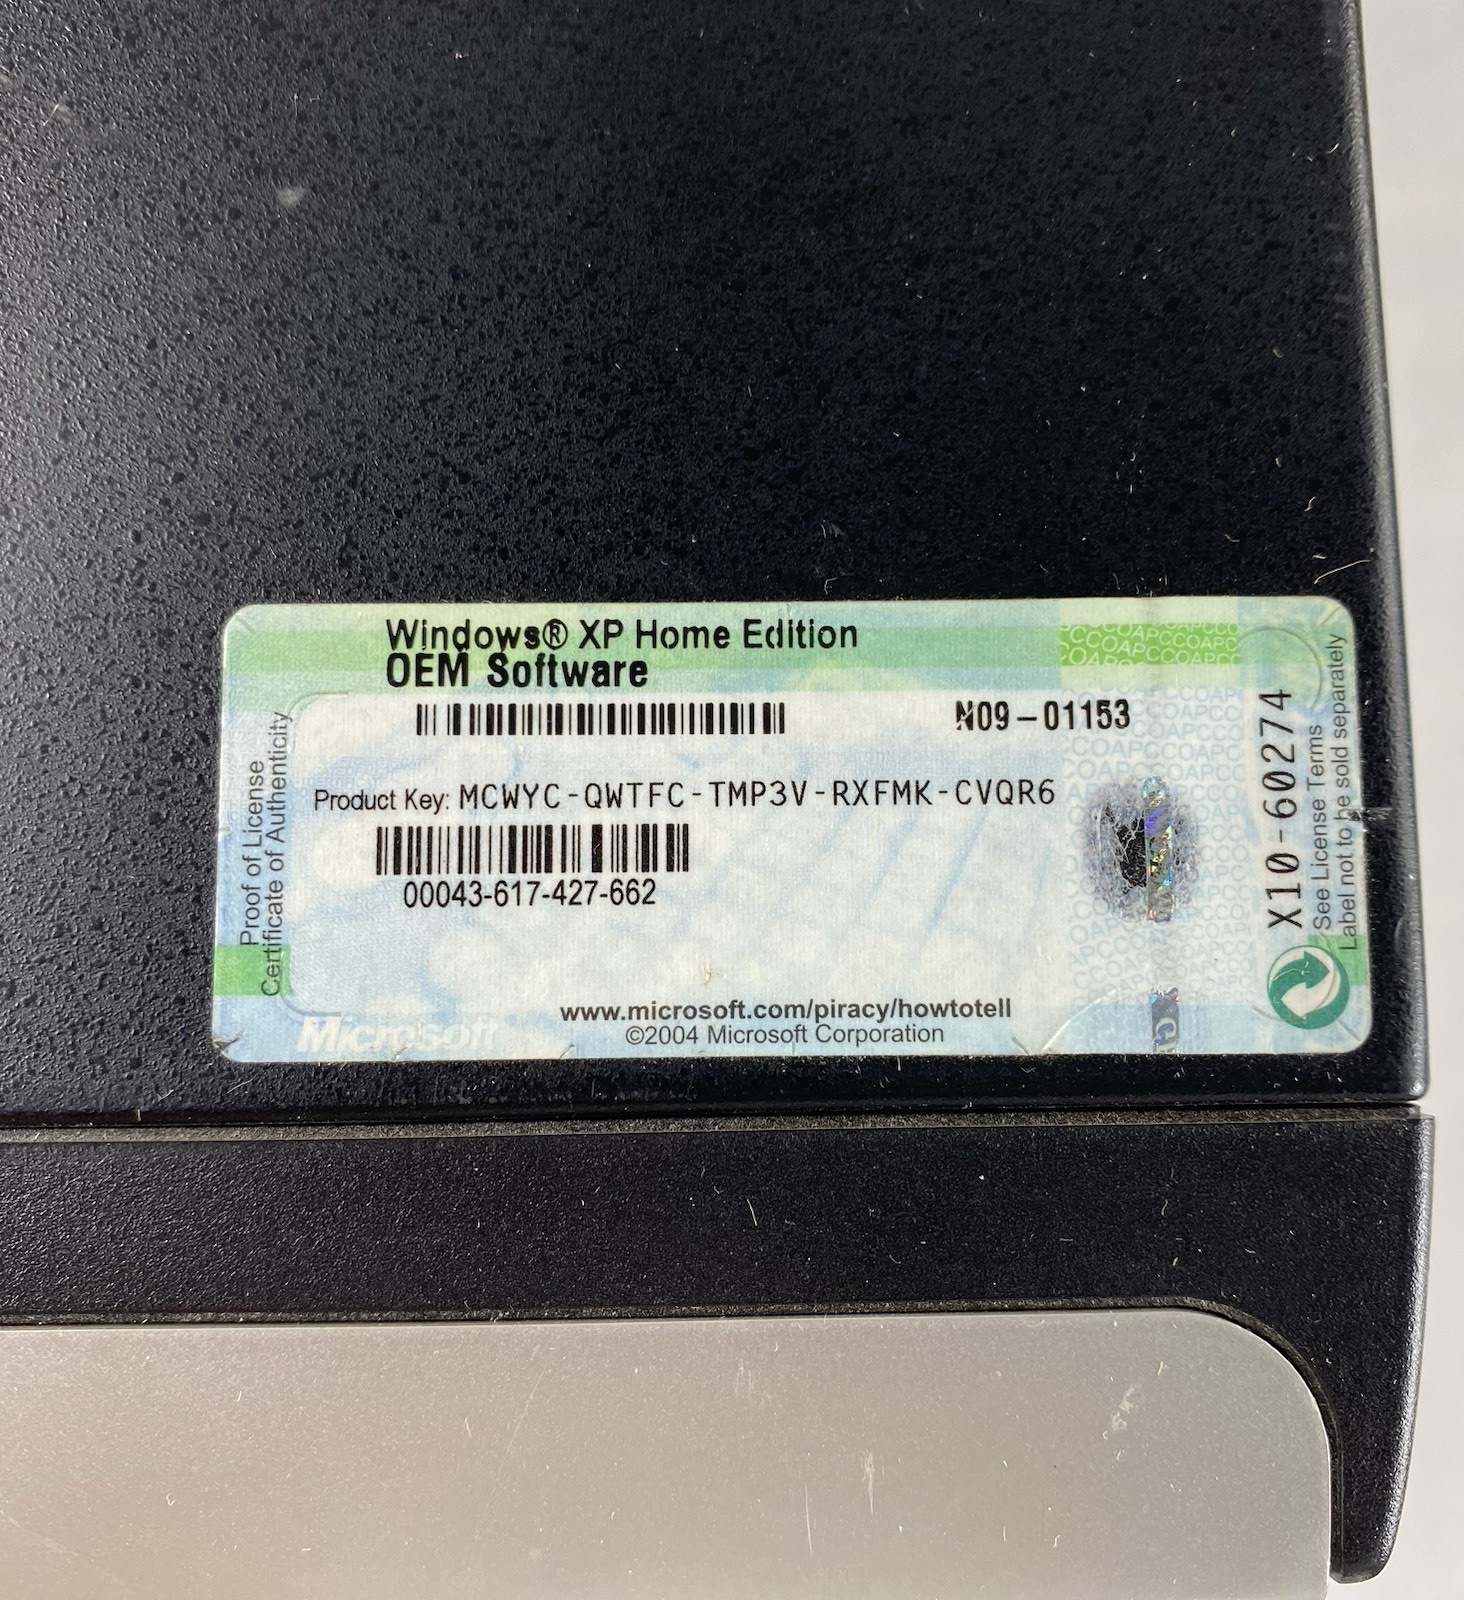 Windows® XP Home Edition
OEM Software
N09-01153
Product Key: MCWYC-QWTFC-TMP3V-RXFMK-CVQR6
00043-617-427-662
www.microsoft.com/piracy/howtotell
©2004 Microsoft Corporation
Microsoft
Proof of License
Certificate of Authenticity
X10-60274
See License Terms
Label not to be sold separately